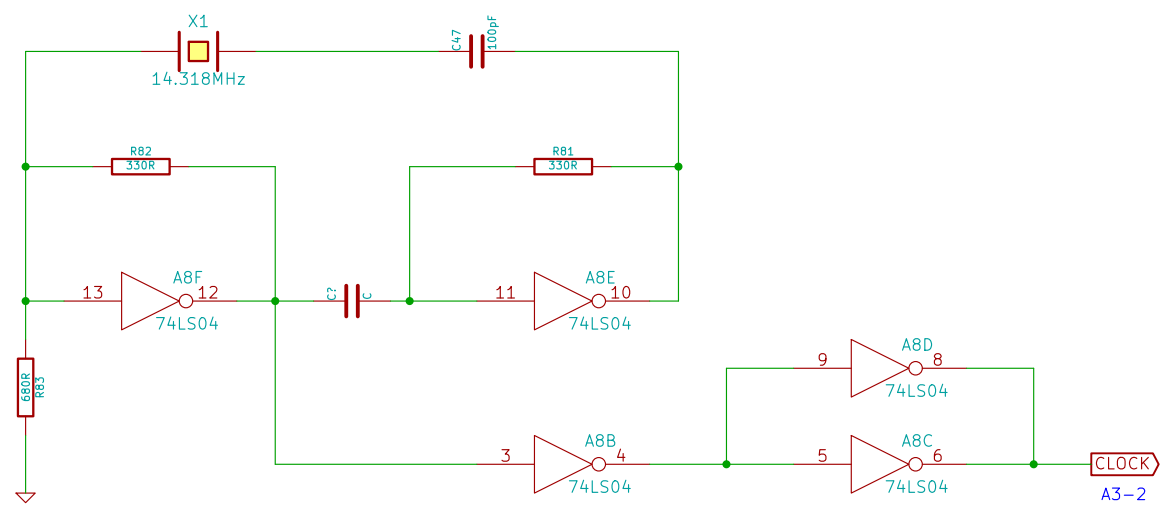 X1
14.318MHz
C47
100pF
R82
330R
R81
330R
A8F
13
12
74LS04
C?
C
A8E
11
10
74LS04
A8D
9
8
74LS04
680R
R83
A8B
3
4
74LS04
A8C
5
6
74LS04
CLOCK
A3-2